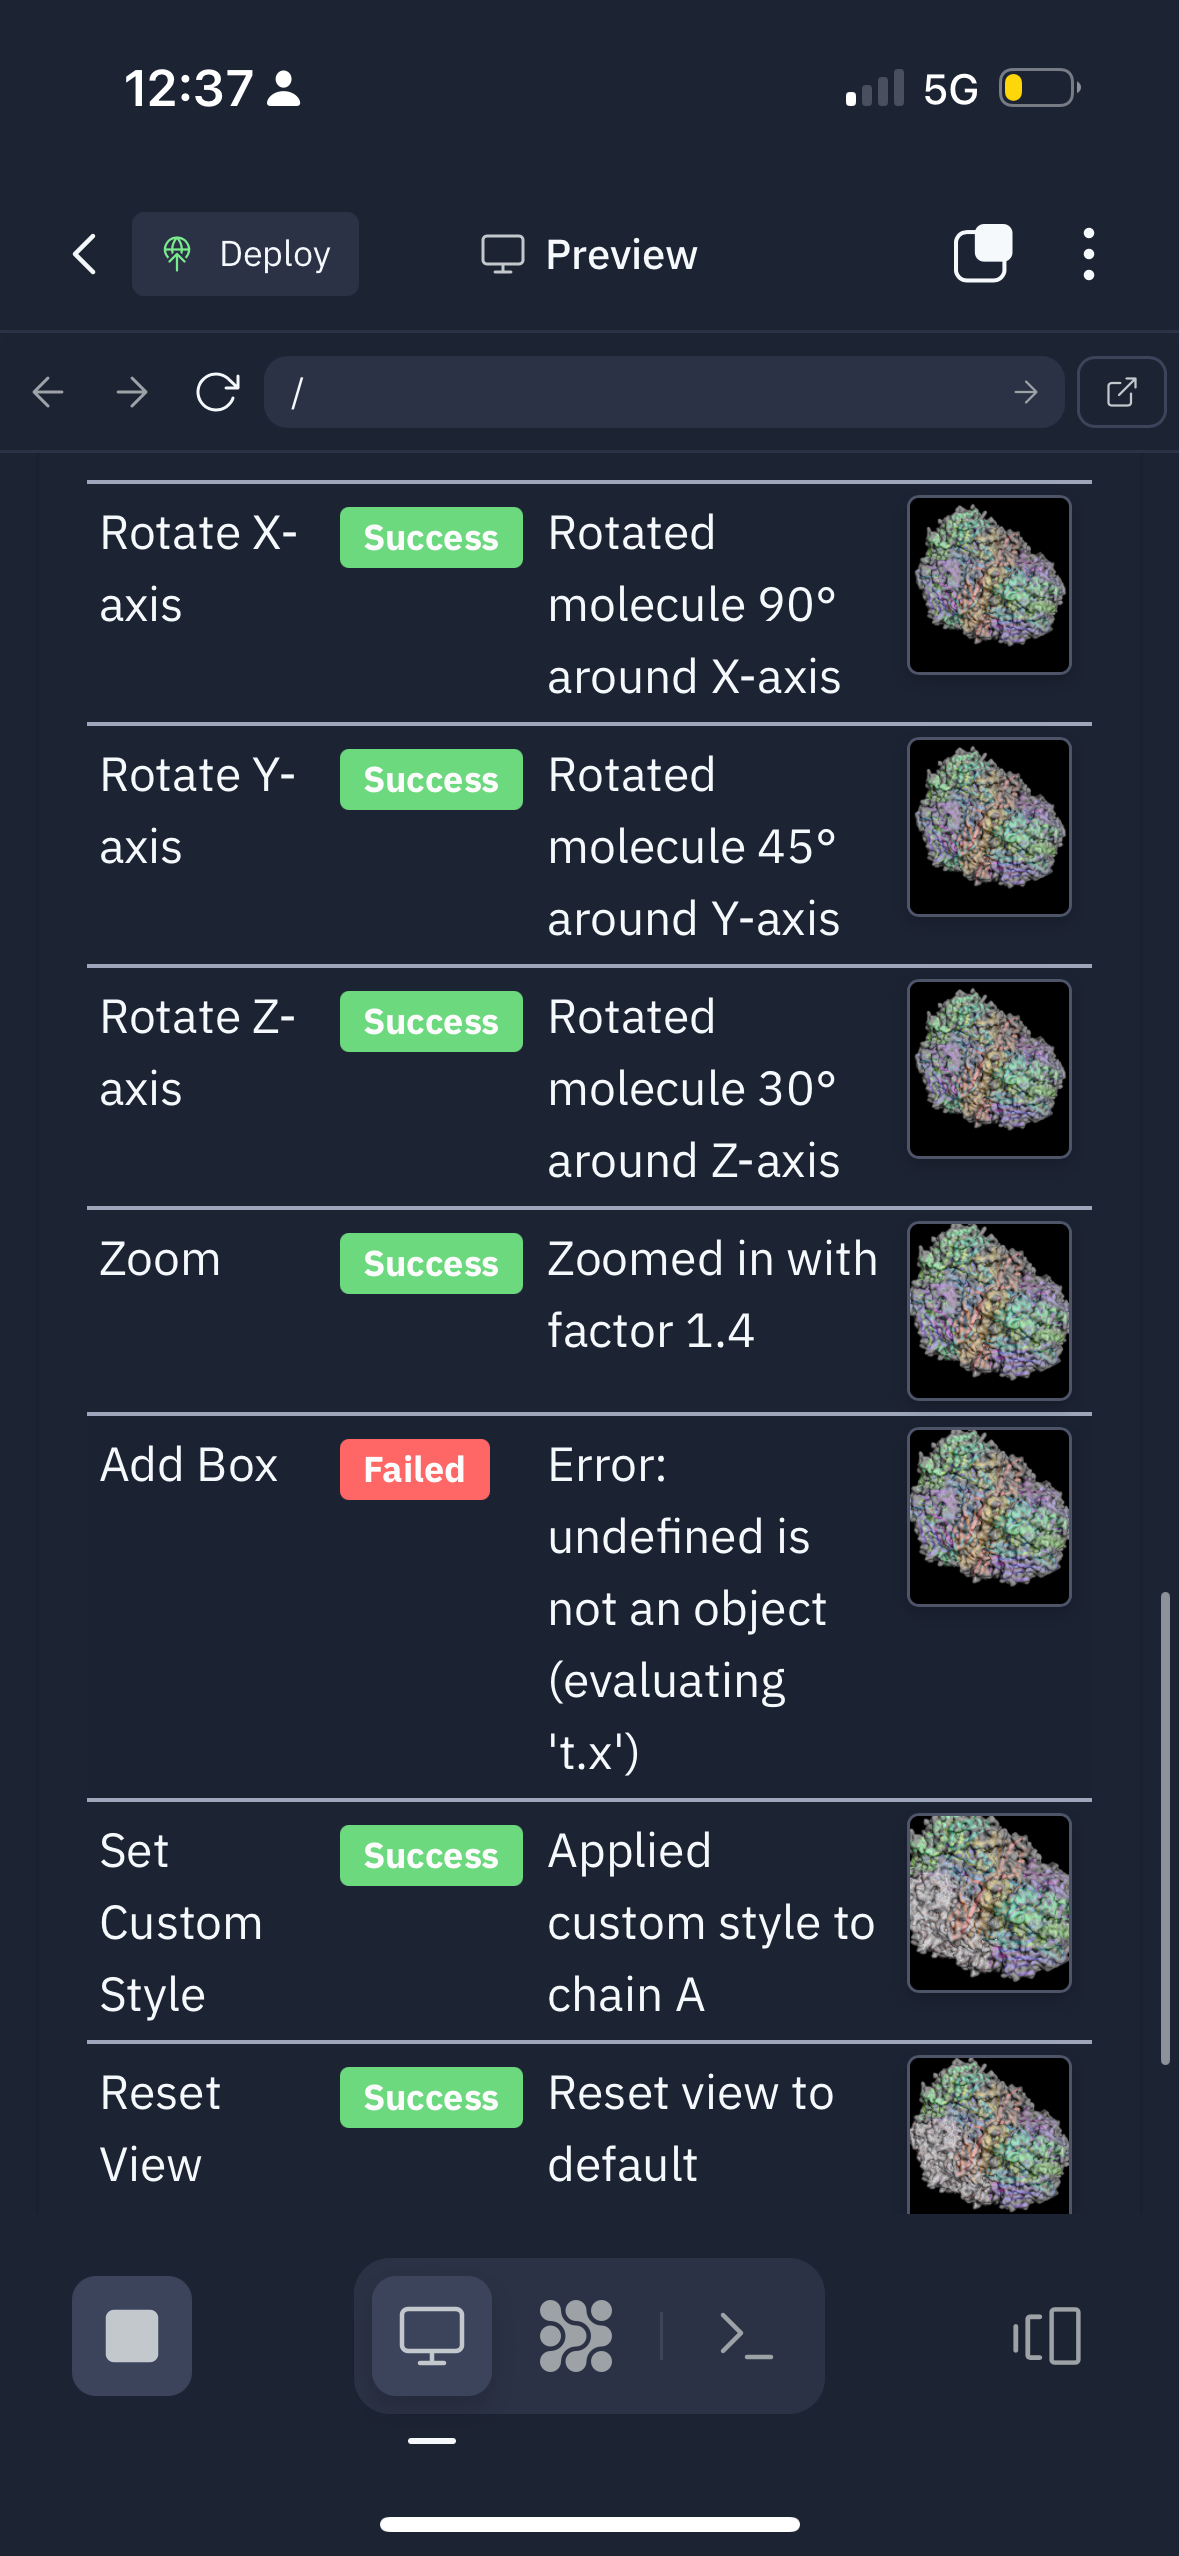 12:37
5G
Deploy
Preview
/
Rotate X-
axis
Success
Rotated
molecule 90°
around X-axis
Rotate Y-
axis
Success
Rotated
molecule 45°
around Y-axis
Rotate Z-
axis
Success
Rotated
molecule 30°
around Z-axis
Zoom
Success
Zoomed in with
factor 1.4
Add Box
Failed
Error:
undefined is
not an object
(evaluating
't.x')
Set
Custom
Style
Success
Applied
custom style to
chain A
Reset
View
Success
Reset view to
default